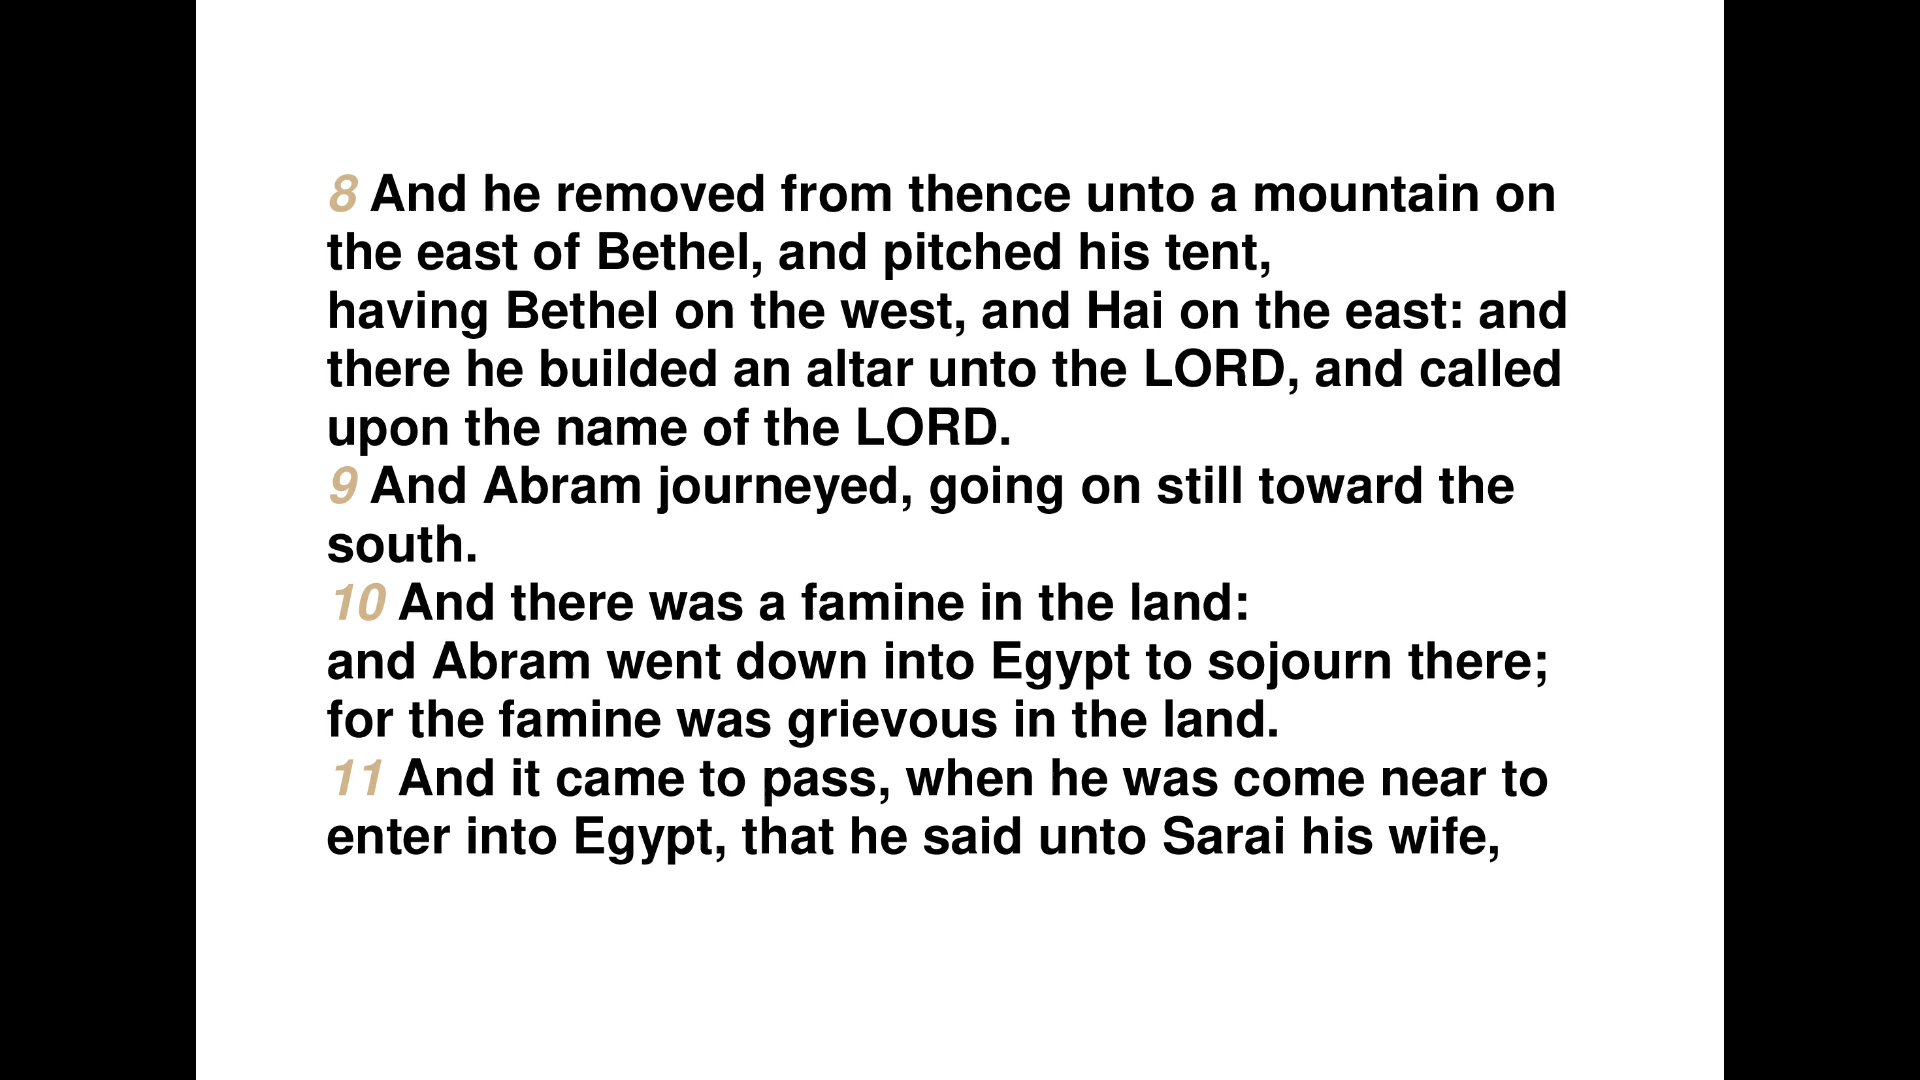 8 And he removed from thence unto a mountain on
the east of Bethel, and pitched his tent,
having Bethel on the west, and Hai on the east: and
there he builded an altar unto the LORD, and called
upon the name of the LORD.
9 And Abram journeyed, going on still toward the
south.
10 And there was a famine in the land:
and Abram went down into Egypt to sojourn there;
for the famine was grievous in the land.
11 And it came to pass, when he was come near to
enter into Egypt, that he said unto Sarai his wife,